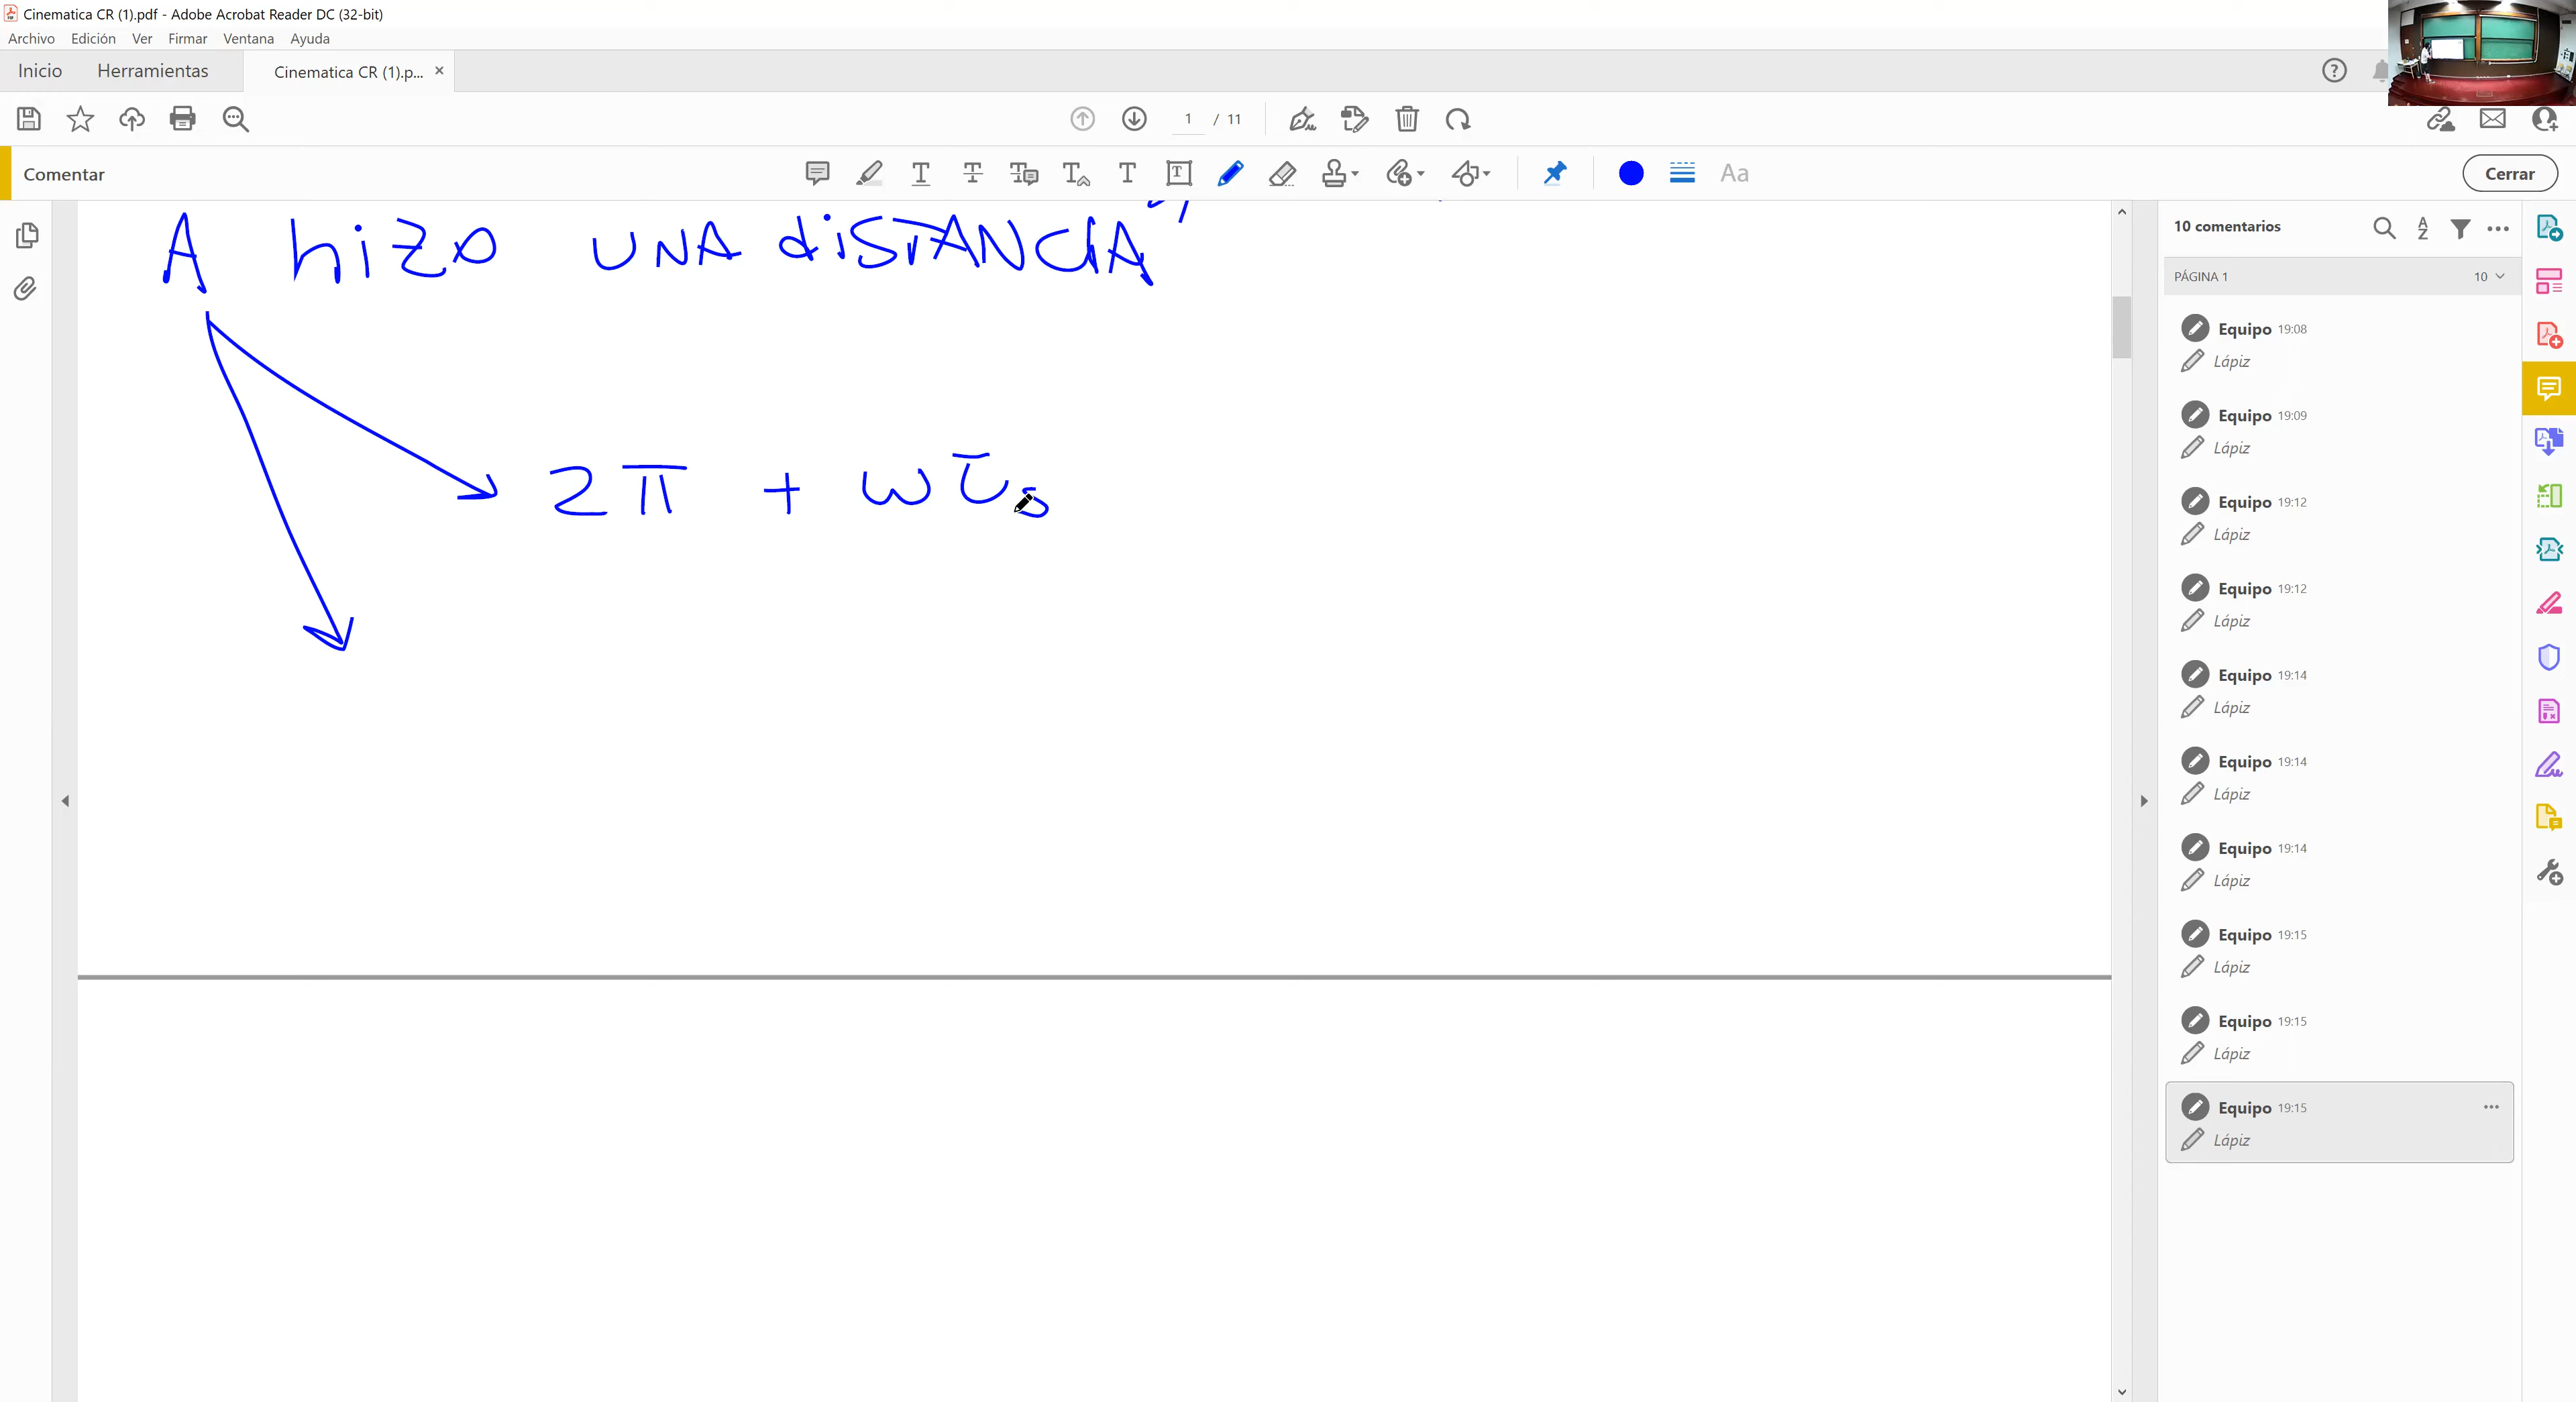 Cinematica CR (1).pdf - Adobe Acrobat Reader DC (32-bit)
Archivo Edición Ver Firmar Ventana Ayuda
Inicio Herramientas Cinematica CR (1).p... ×
1 / 11
Comentar
Aa
Cerrar
A hizo UNA diSTANCIA
2π + ωτs
10 comentarios
PÁGINA 1 10
Equipo 19:08
Lápiz
Equipo 19:09
Lápiz
Equipo 19:12
Lápiz
Equipo 19:12
Lápiz
Equipo 19:14
Lápiz
Equipo 19:14
Lápiz
Equipo 19:14
Lápiz
Equipo 19:15
Lápiz
Equipo 19:15
Lápiz
Equipo 19:15
Lápiz